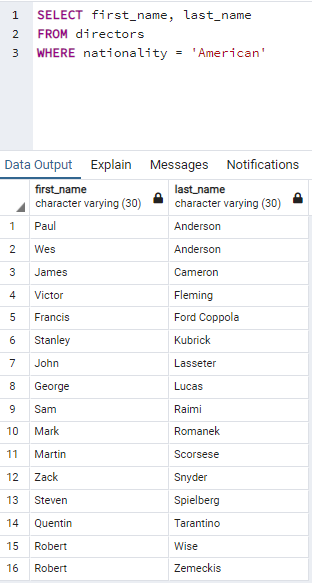 1 SELECT first_name, last_name
2 FROM directors
3 WHERE nationality = 'American'
Data Output Explain Messages Notifications
first_name last_name
character varying (30) character varying (30)
1 Paul Anderson
2 Wes Anderson
3 James Cameron
4 Victor Fleming
5 Francis Ford Coppola
6 Stanley Kubrick
7 John Lasseter
8 George Lucas
9 Sam Raimi
10 Mark Romanek
11 Martin Scorsese
12 Zack Snyder
13 Steven Spielberg
14 Quentin Tarantino
15 Robert Wise
16 Robert Zemeckis